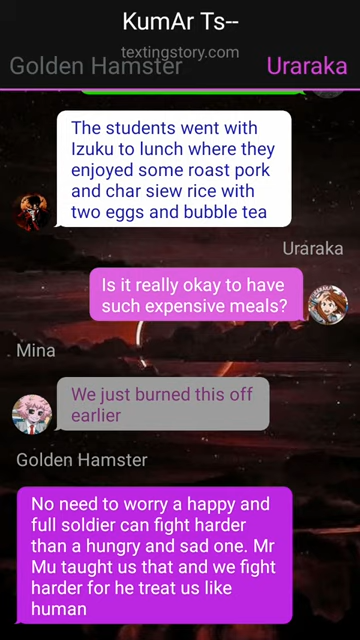 KumAr Ts--
textingstory.com
Golden Hamster
Uraraka
The students went with
Izuku to lunch where they
enjoyed some roast pork
and char siew rice with
two eggs and bubble tea
Uraraka
Is it really okay to have
such expensive meals?
Mina
We just burned this off
earlier
Golden Hamster
No need to worry a happy and
full soldier can fight harder
than a hungry and sad one. Mr
Mu taught us that and we fight
harder for he treat us like
human